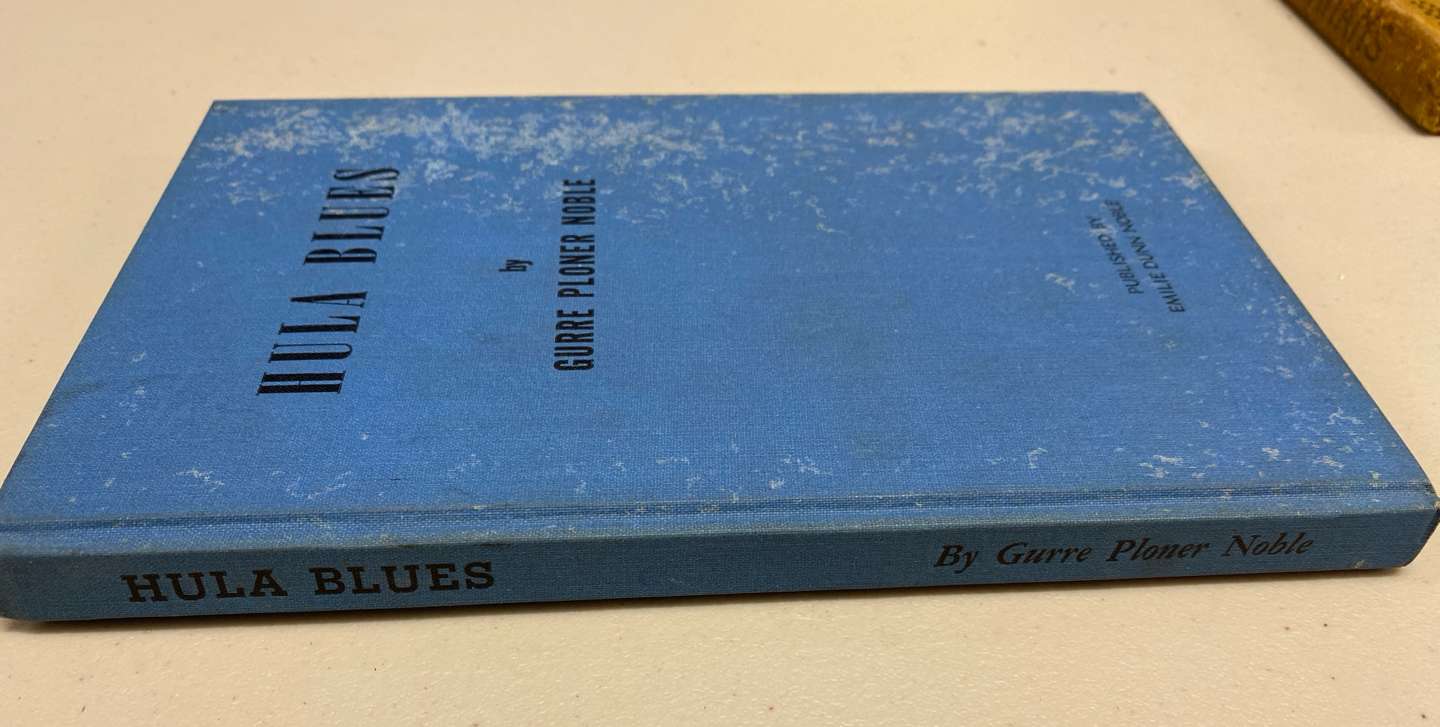 HULA BLUES
by
GURRE PLONER NOBLE
PUBLISHED BY
EMILIE DUNN NOBLE
HULA BLUES By Gurre Ploner Noble